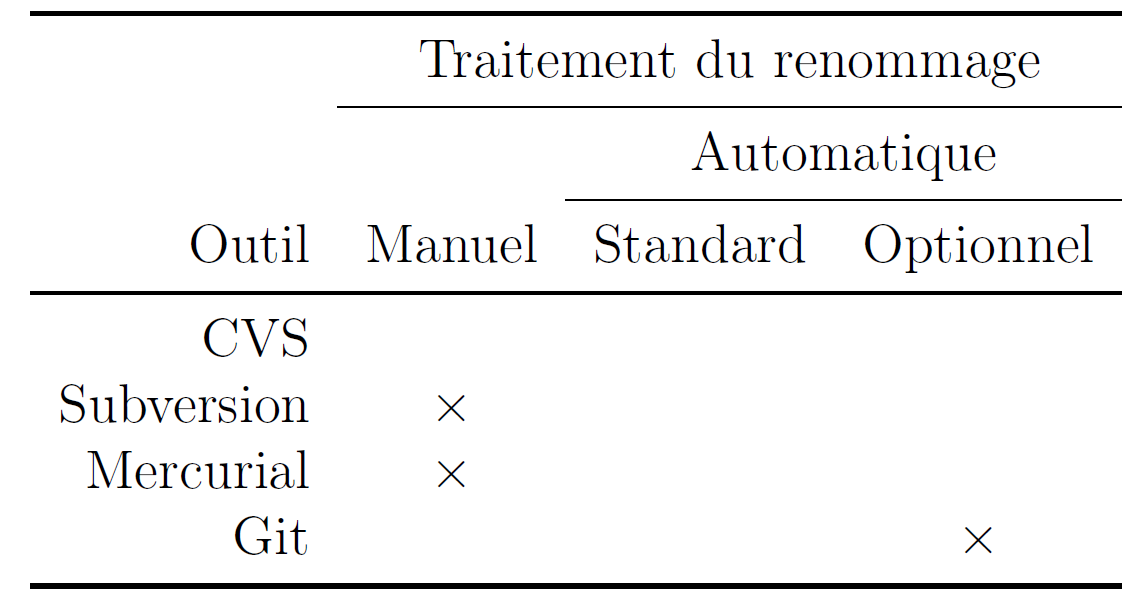 Traitement du renommage
Automatique
Outil Manuel Standard Optionnel
CVS
Subversion ×
Mercurial ×
Git ×